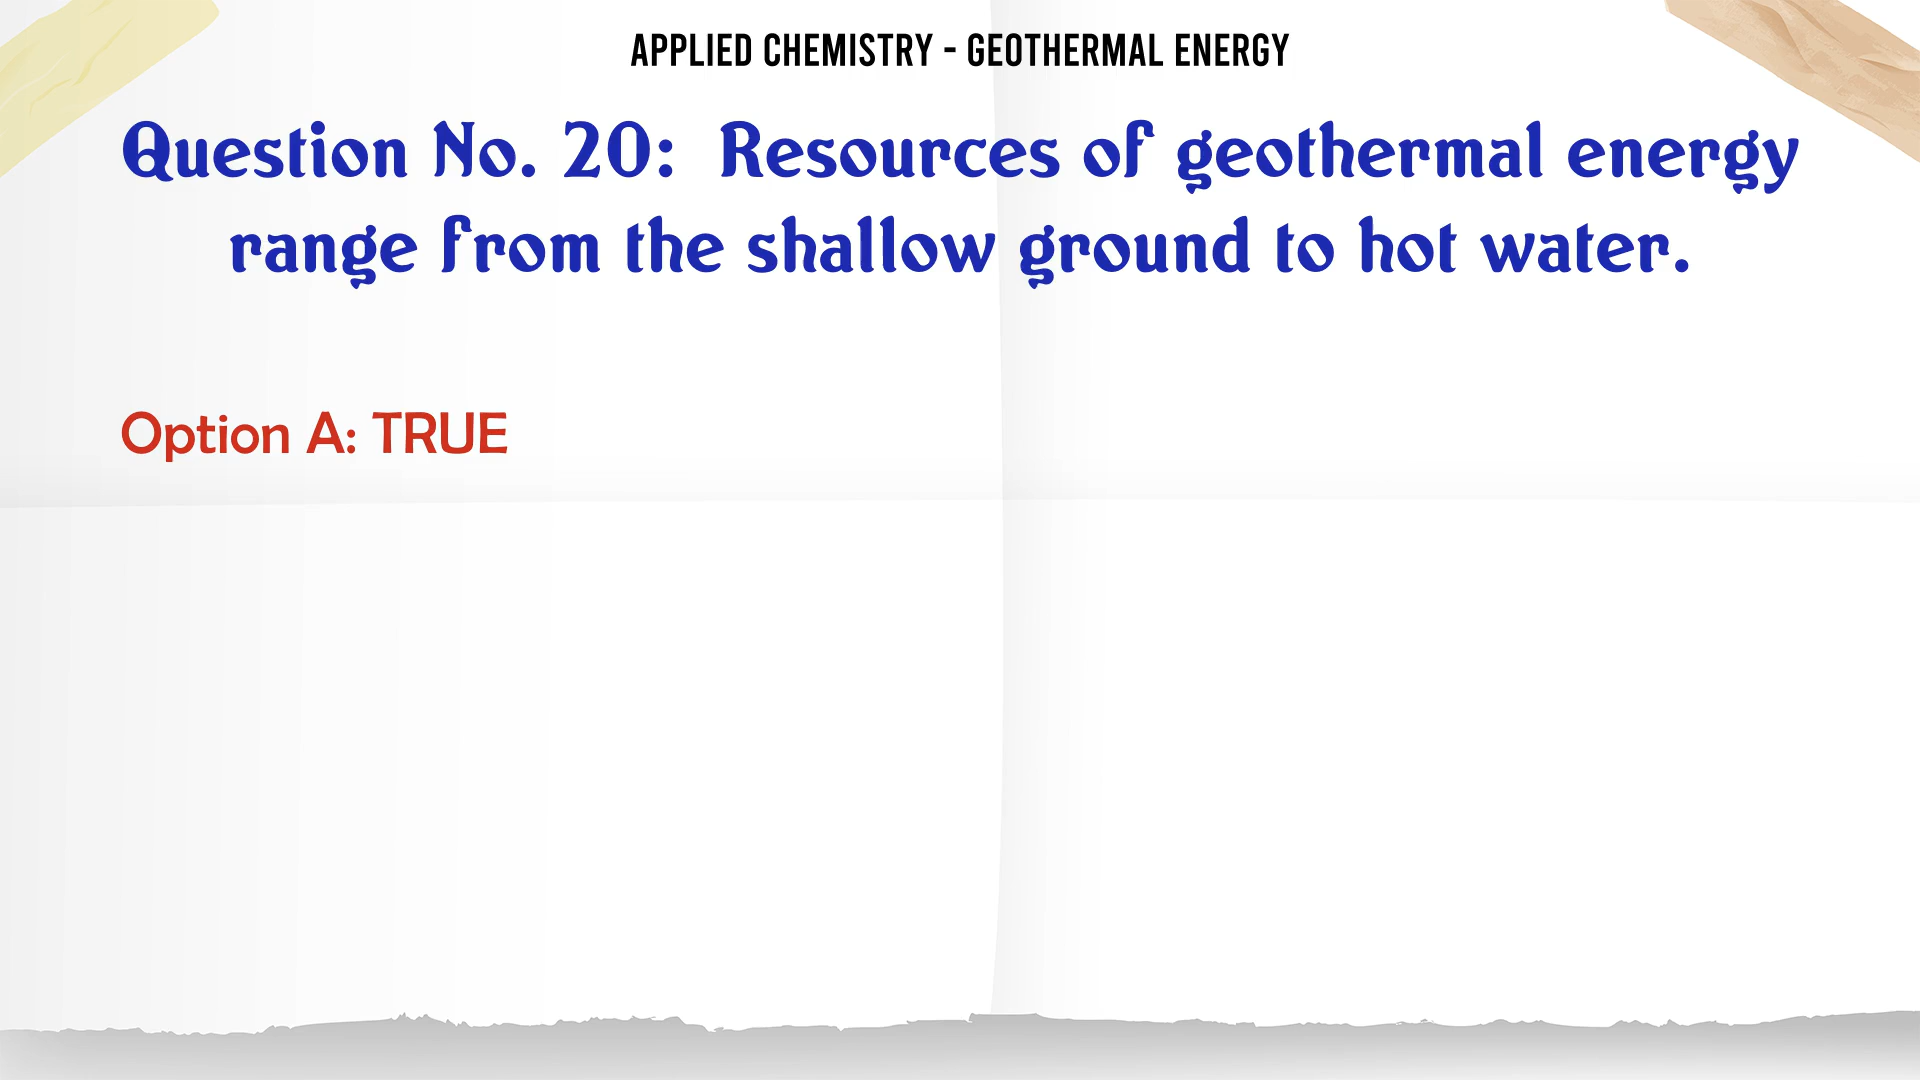 APPLIED CHEMISTRY - GEOTHERMAL ENERGY
Question No. 20: Resources of geothermal energy
range from the shallow ground to hot water.
Option A: TRUE